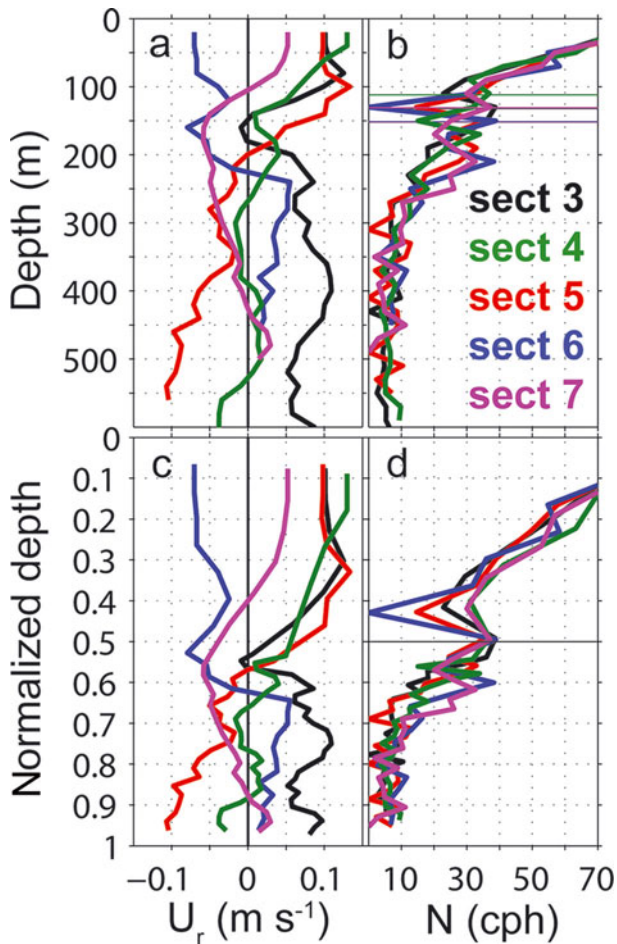 0
100
200
300
400
500
Depth (m)
a
b
sect 3
sect 4
sect 5
sect 6
sect 7
0
0.1
0.2
0.3
0.4
0.5
0.6
0.7
0.8
0.9
1
Normalized depth
c
d
−0.1 0 0.1
10 30 50 70
Uᵣ (m s⁻¹)
N (cph)